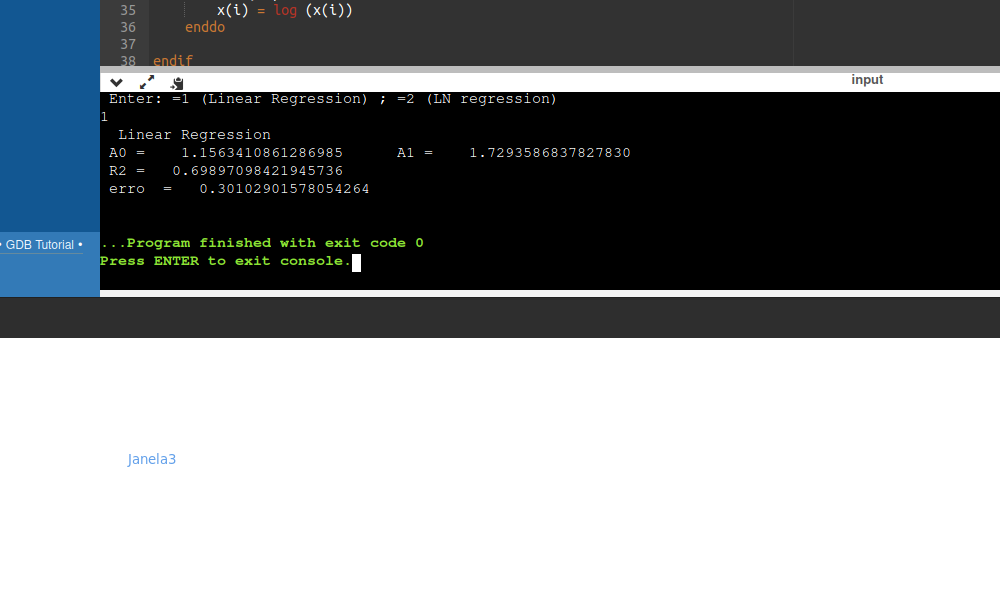 35 x(i) = log (x(i))
36 enddo
37
38 endif
input
Enter: =1 (Linear Regression) ; =2 (LN regression)
1
Linear Regression
A0 = 1.1563410861286985 A1 = 1.7293586837827830
R2 = 0.69897098421945736
erro = 0.30102901578054264
• GDB Tutorial •
...Program finished with exit code 0
Press ENTER to exit console.
Janela3